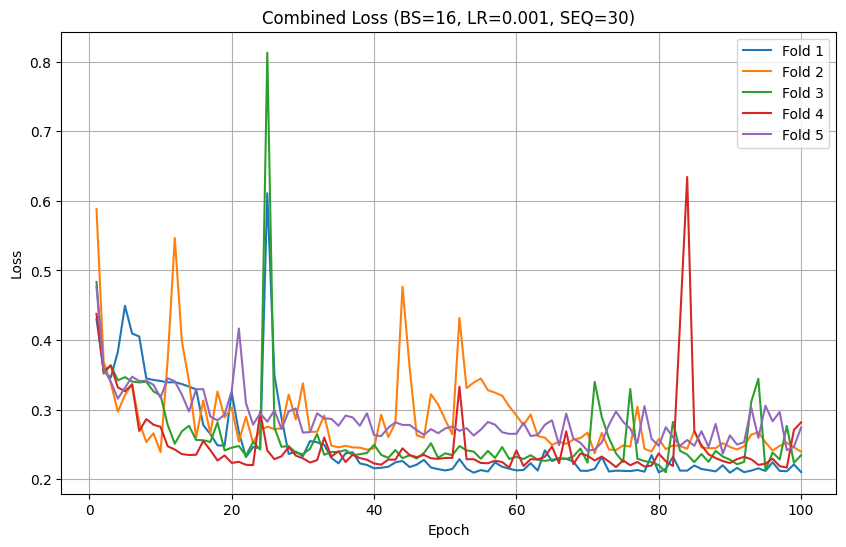 Combined Loss (BS=16, LR=0.001, SEQ=30)
Fold 1
Fold 2
Fold 3
Fold 4
Fold 5
Loss
0.8
0.7
0.6
0.5
0.4
0.3
0.2
0
20
40
60
80
100
Epoch